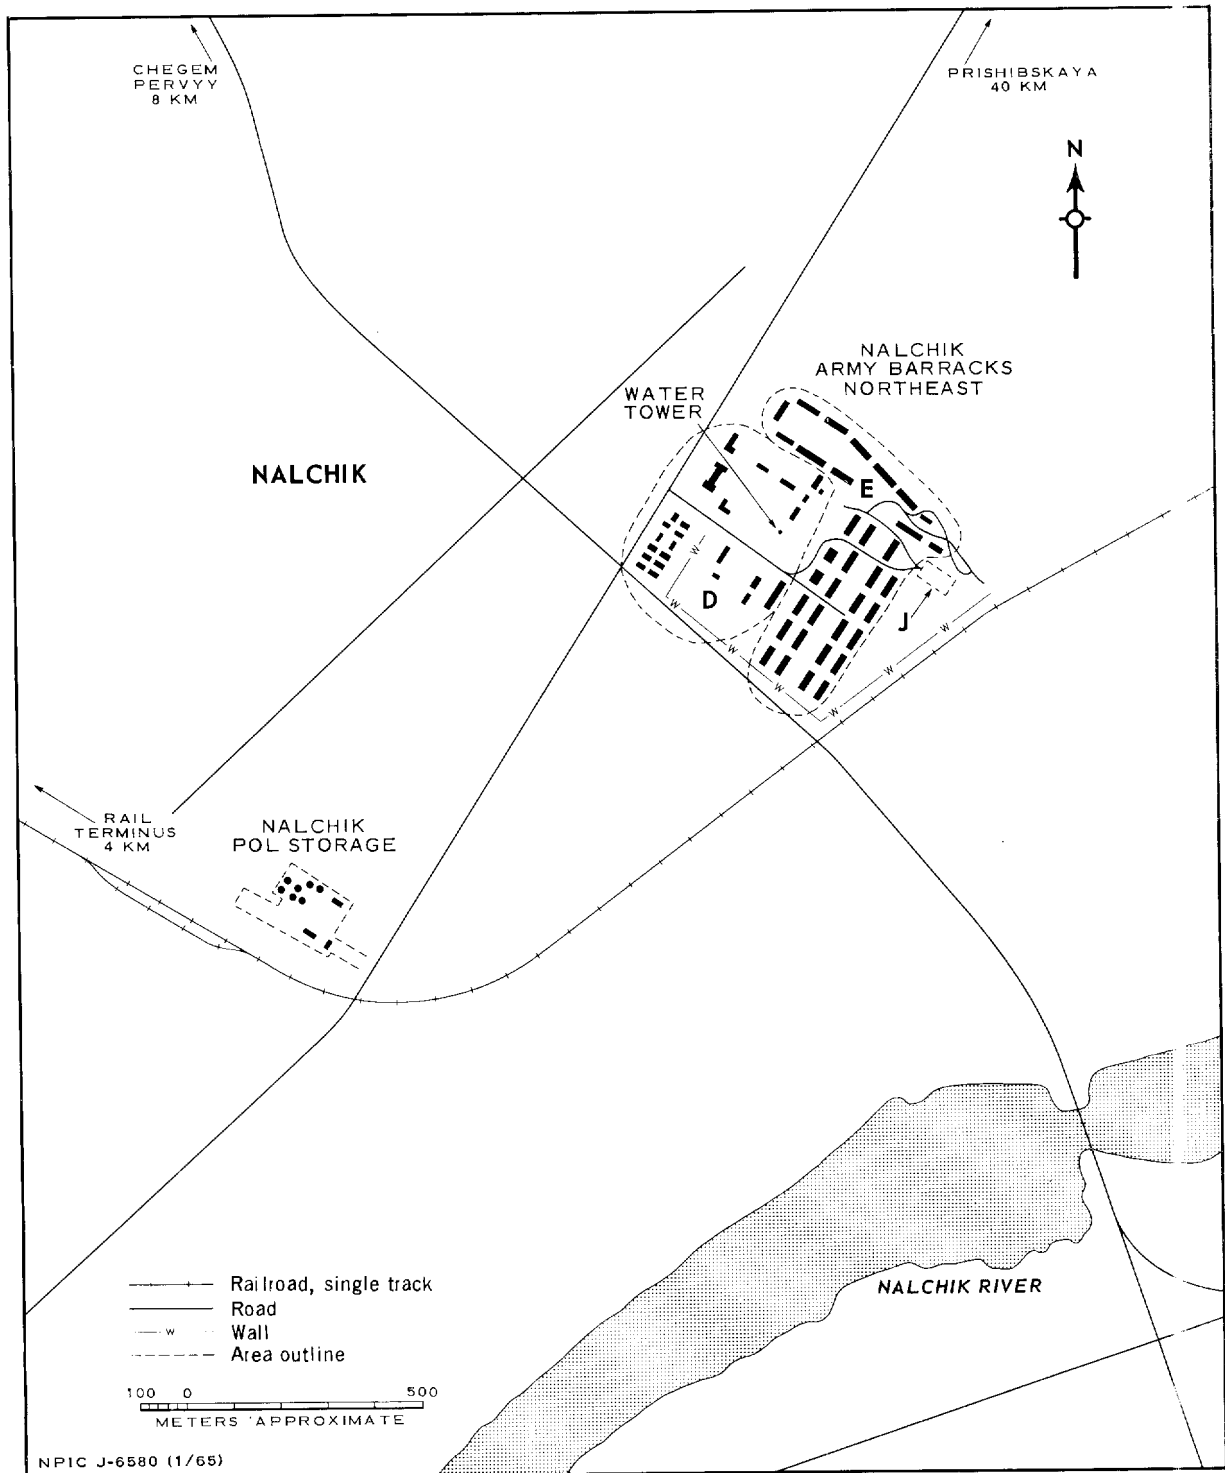 CHEGEM
PERVYY
8 KM
PRISHIBSKAYA
40 KM
N
NALCHIK
ARMY BARRACKS
NORTHEAST
WATER
TOWER
NALCHIK
E
W
D
W
J
W
W
W
W
W
RAIL
TERMINUS
4 KM
NALCHIK
POL STORAGE
NALCHIK RIVER
Railroad, single track
Road
W Wall
Area outline
100 0 500
METERS APPROXIMATE
NPIC J-6580 (1/65)